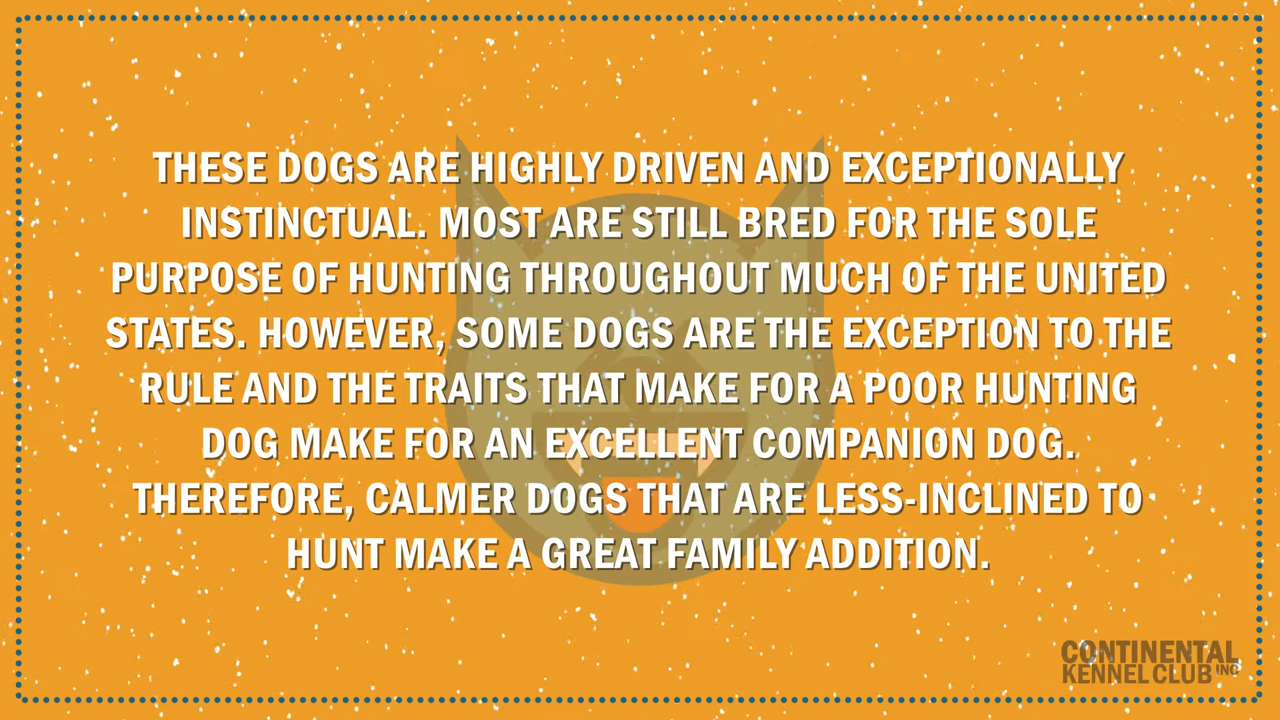 THESE DOGS ARE HIGHLY DRIVEN AND EXCEPTIONALLY
INSTINCTUAL. MOST ARE STILL BRED FOR THE SOLE
PURPOSE OF HUNTING THROUGHOUT MUCH OF THE UNITED
STATES. HOWEVER, SOME DOGS ARE THE EXCEPTION TO THE
RULE AND THE TRAITS THAT MAKE FOR A POOR HUNTING
DOG MAKE FOR AN EXCELLENT COMPANION DOG.
THEREFORE, CALMER DOGS THAT ARE LESS-INCLINED TO
HUNT MAKE A GREAT FAMILY ADDITION.
CONTINENTAL
KENNEL CLUB INC